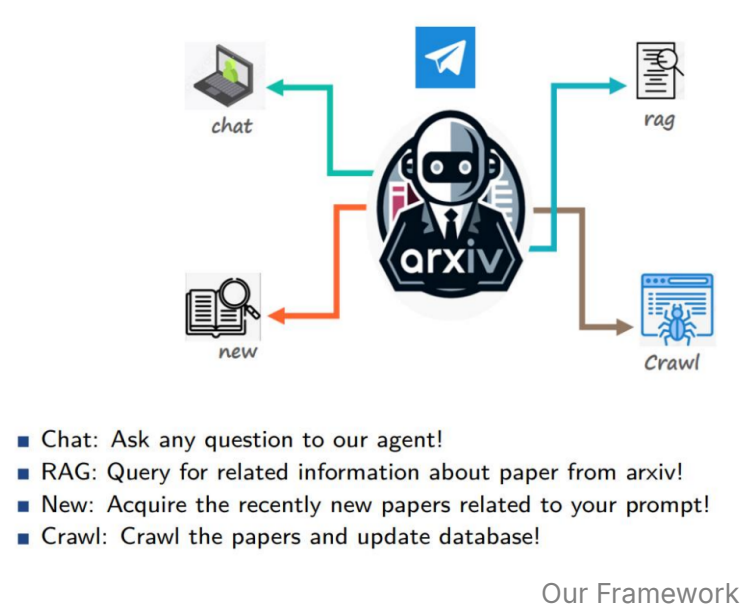 chat
rag
arxiv
new
Crawl
Chat: Ask any question to our agent!
RAG: Query for related information about paper from arxiv!
New: Acquire the recently new papers related to your prompt!
Crawl: Crawl the papers and update database!
Our Framework